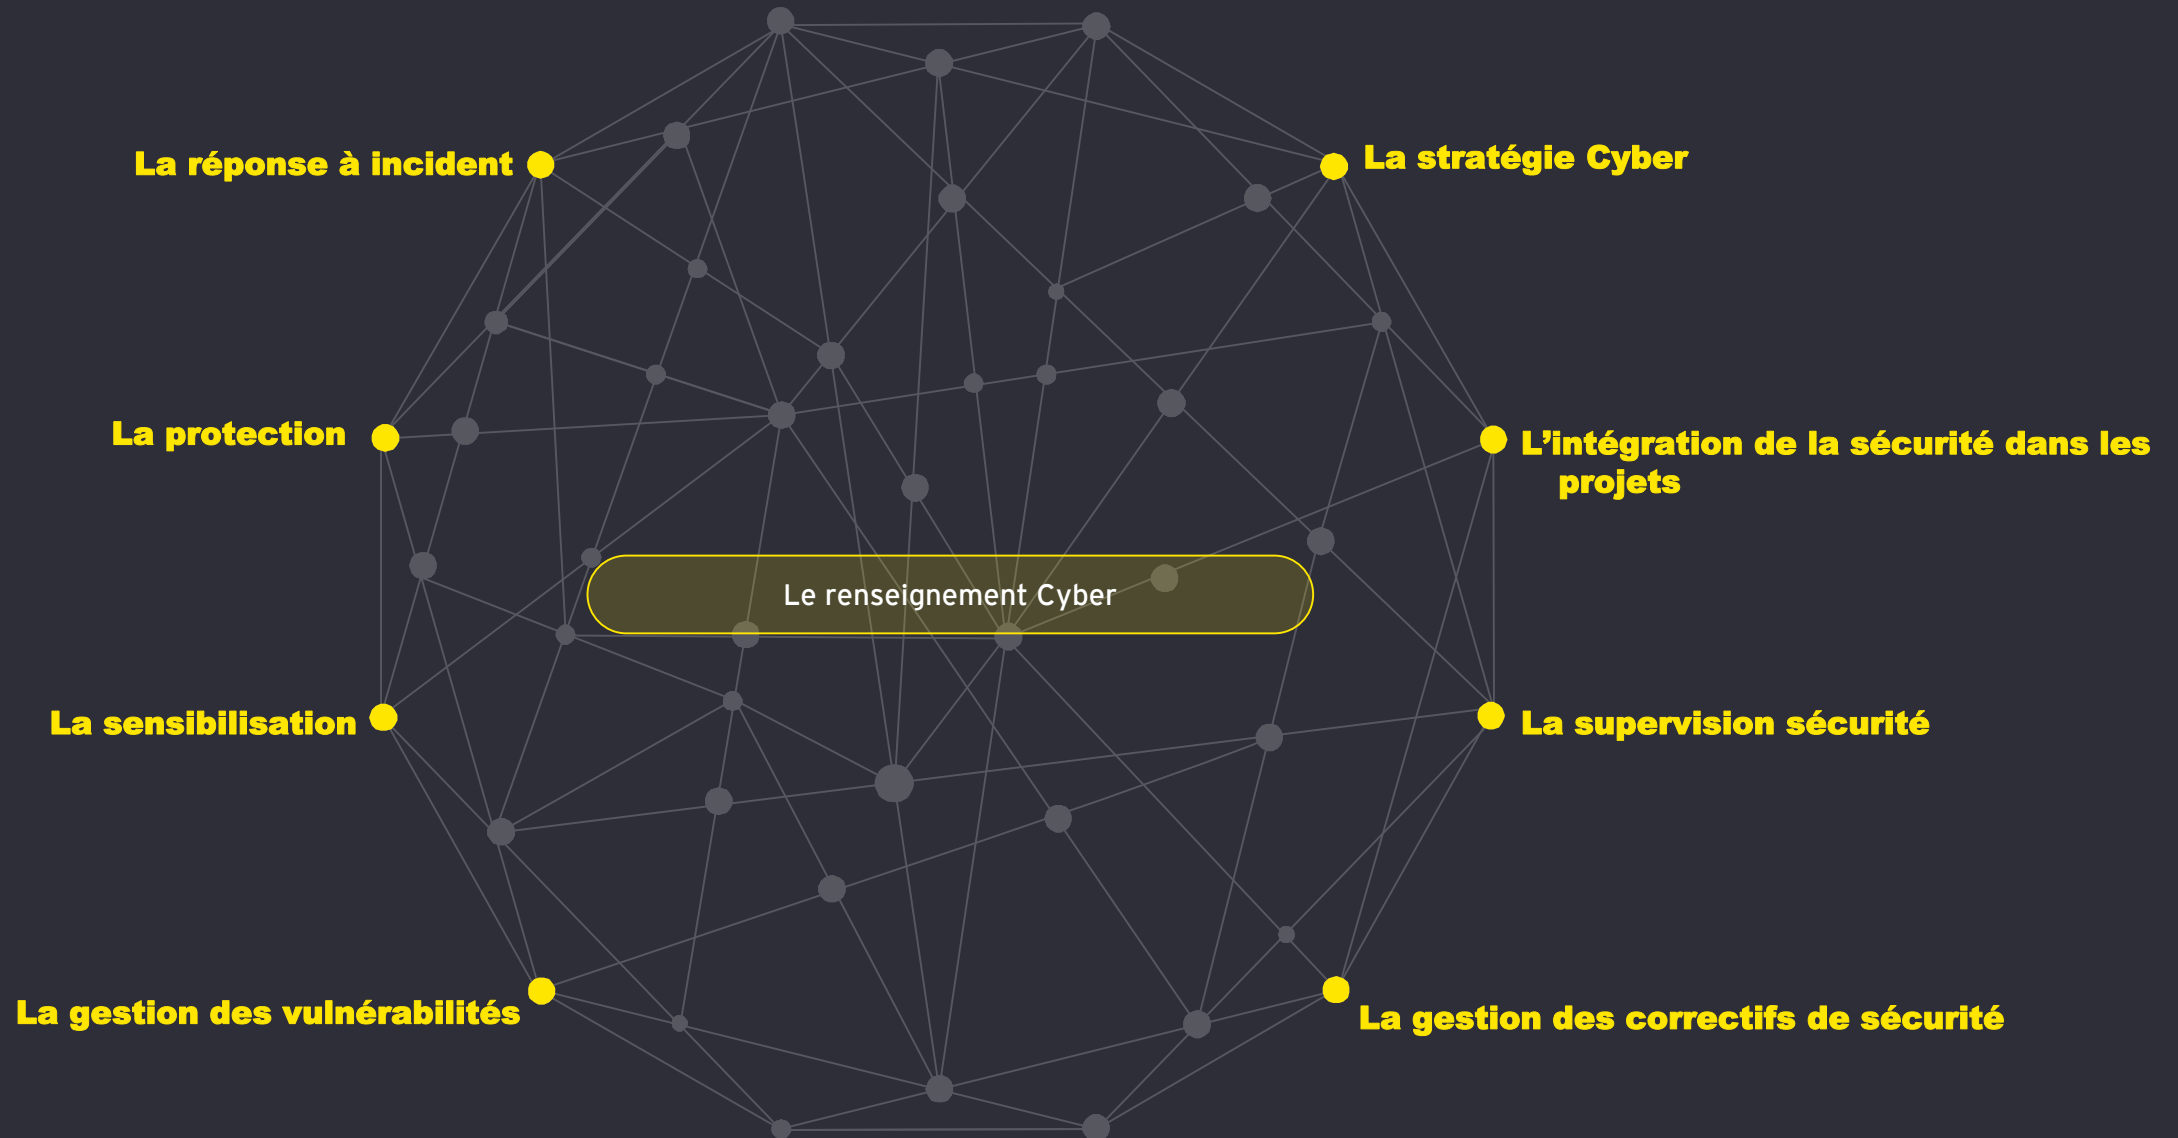 La réponse à incident
La stratégie Cyber
La protection
L’intégration de la sécurité dans les
projets
Le renseignement Cyber
La sensibilisation
La supervision sécurité
La gestion des vulnérabilités
La gestion des correctifs de sécurité